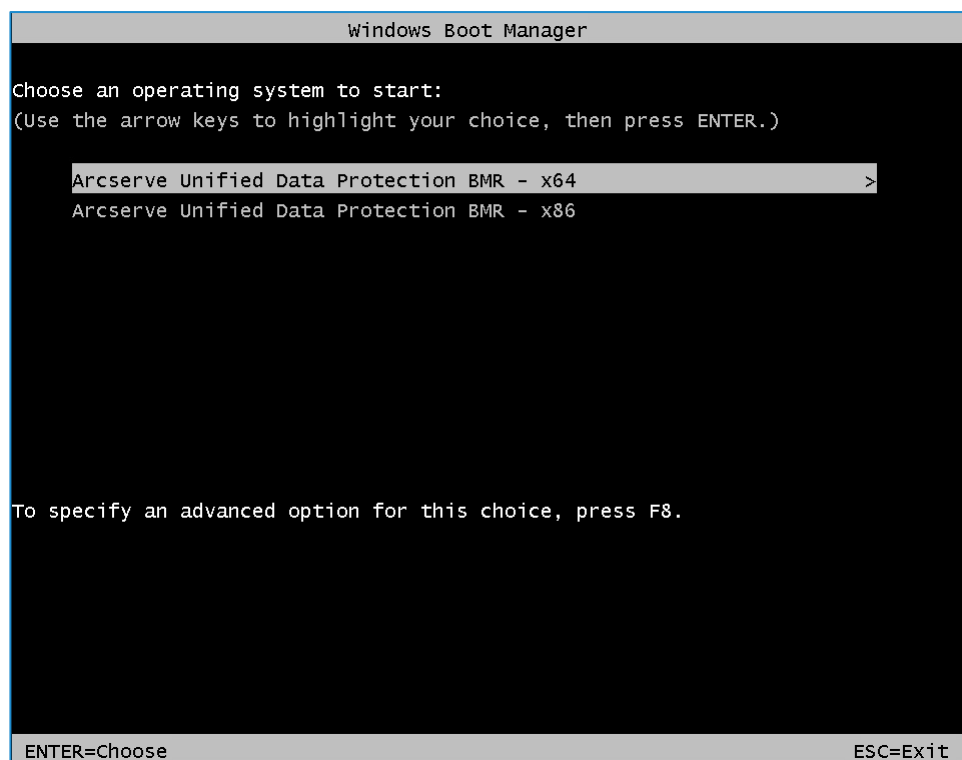 Windows Boot Manager
Choose an operating system to start:
(Use the arrow keys to highlight your choice, then press ENTER.)
Arcserve Unified Data Protection BMR - x64 >
Arcserve Unified Data Protection BMR - x86
To specify an advanced option for this choice, press F8.
ENTER=Choose ESC=Exit